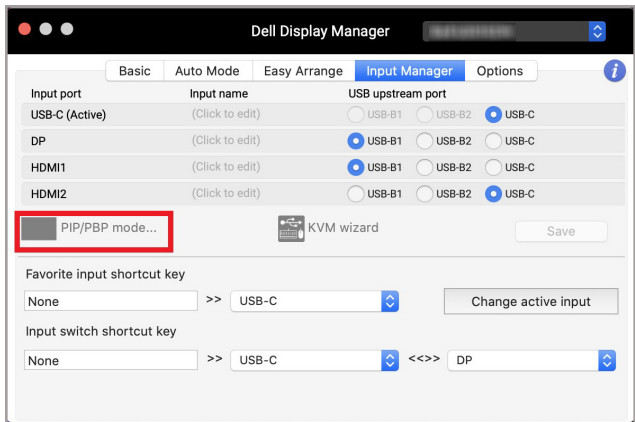 Dell Display Manager
Basic Auto Mode Easy Arrange Input Manager Options i
Input port Input name USB upstream port
USB-C (Active) (Click to edit) USB-B1 USB-B2 USB-C
DP (Click to edit) USB-B1 USB-B2 USB-C
HDMI1 (Click to edit) USB-B1 USB-B2 USB-C
HDMI2 (Click to edit) USB-B1 USB-B2 USB-C
PIP/PBP mode... KVM wizard Save
Favorite input shortcut key
None >> USB-C Change active input
Input switch shortcut key
None >> USB-C <<>> DP